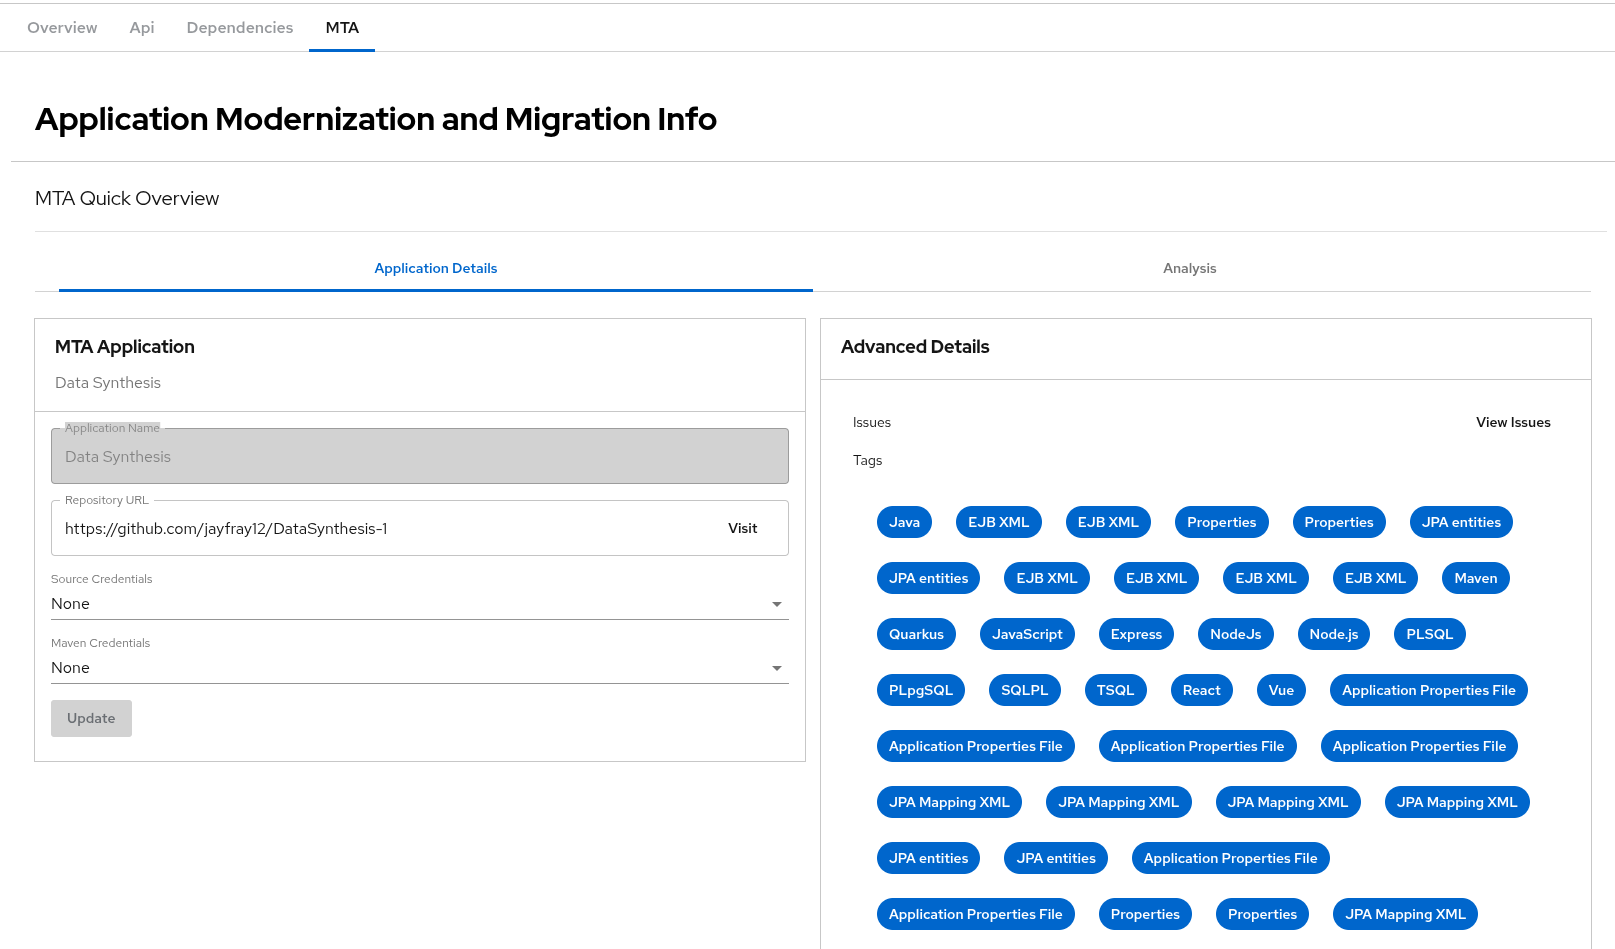 Overview Api Dependencies MTA
Application Modernization and Migration Info
MTA Quick Overview
Application Details Analysis
MTA Application
Data Synthesis
Application Name
Data Synthesis
Repository URL
https://github.com/jayfray12/DataSynthesis-1 Visit
Source Credentials
None
Maven Credentials
None
Update
Advanced Details
Issues View Issues
Tags
Java EJB XML EJB XML Properties Properties JPA entities
JPA entities EJB XML EJB XML EJB XML EJB XML Maven
Quarkus JavaScript Express NodeJs Node.js PLSQL
PLpgSQL SQLPL TSQL React Vue Application Properties File
Application Properties File Application Properties File Application Properties File
JPA Mapping XML JPA Mapping XML JPA Mapping XML JPA Mapping XML
JPA entities JPA entities Application Properties File
Application Properties File Properties Properties JPA Mapping XML